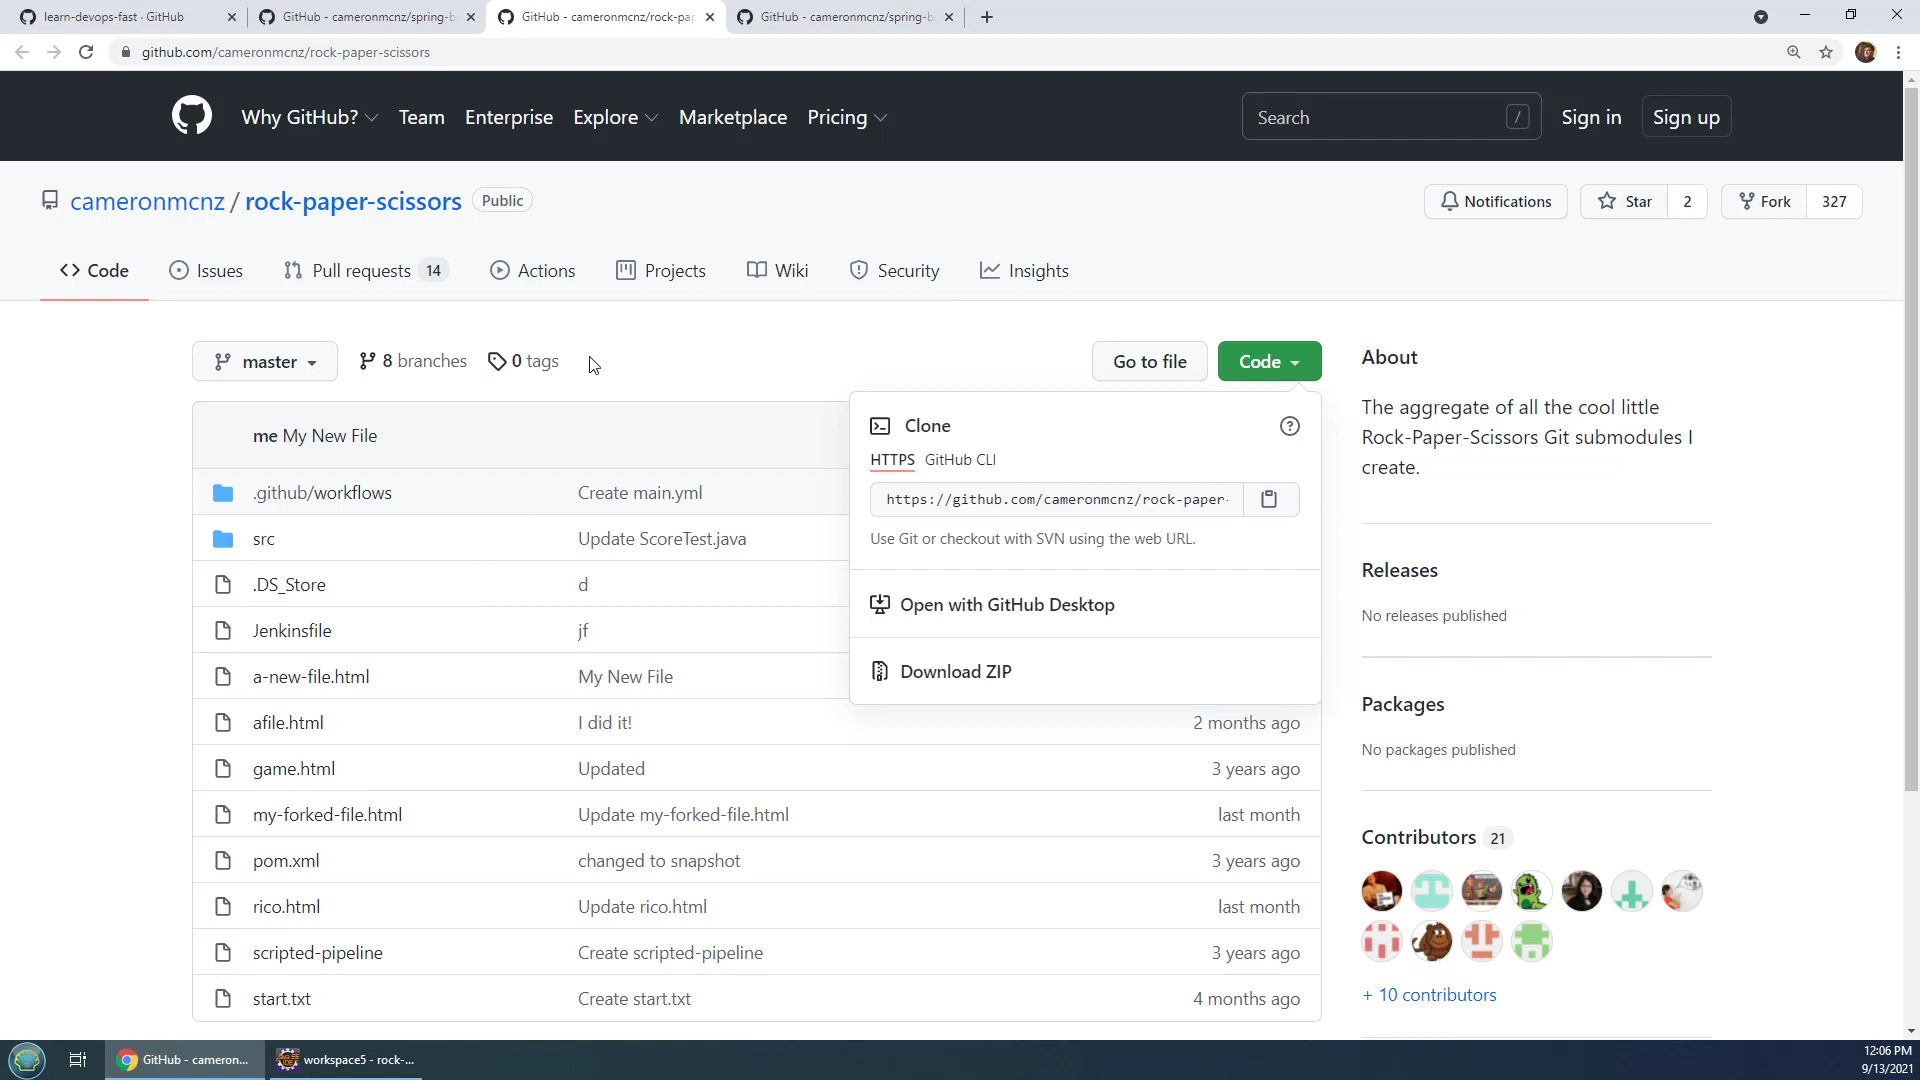 learn-devops-fast · GitHub
GitHub - cameronmcnz/spring-b
GitHub - cameronmcnz/rock-pap
GitHub - cameronmcnz/spring-b
github.com/cameronmcnz/rock-paper-scissors
Why GitHub?
Team
Enterprise
Explore
Marketplace
Pricing
Search
/
Sign in
Sign up
cameronmcnz / rock-paper-scissors
Public
Notifications
Star
2
Fork
327
Code
Issues
Pull requests 14
Actions
Projects
Wiki
Security
Insights
master
8 branches
0 tags
Go to file
Code
me My New File
.github/workflows
Create main.yml
src
Update ScoreTest.java
.DS_Store
d
Jenkinsfile
jf
a-new-file.html
My New File
afile.html
I did it!
2 months ago
game.html
Updated
3 years ago
my-forked-file.html
Update my-forked-file.html
last month
pom.xml
changed to snapshot
3 years ago
rico.html
Update rico.html
last month
scripted-pipeline
Create scripted-pipeline
3 years ago
start.txt
Create start.txt
4 months ago
Clone
HTTPS
GitHub CLI
https://github.com/cameronmcnz/rock-paper-
Use Git or checkout with SVN using the web URL.
Open with GitHub Desktop
Download ZIP
About
The aggregate of all the cool little
Rock-Paper-Scissors Git submodules I
create.
Releases
No releases published
Packages
No packages published
Contributors 21
+ 10 contributors
GitHub - cameron...
workspace5 - rock-...
12:06 PM
9/13/2021